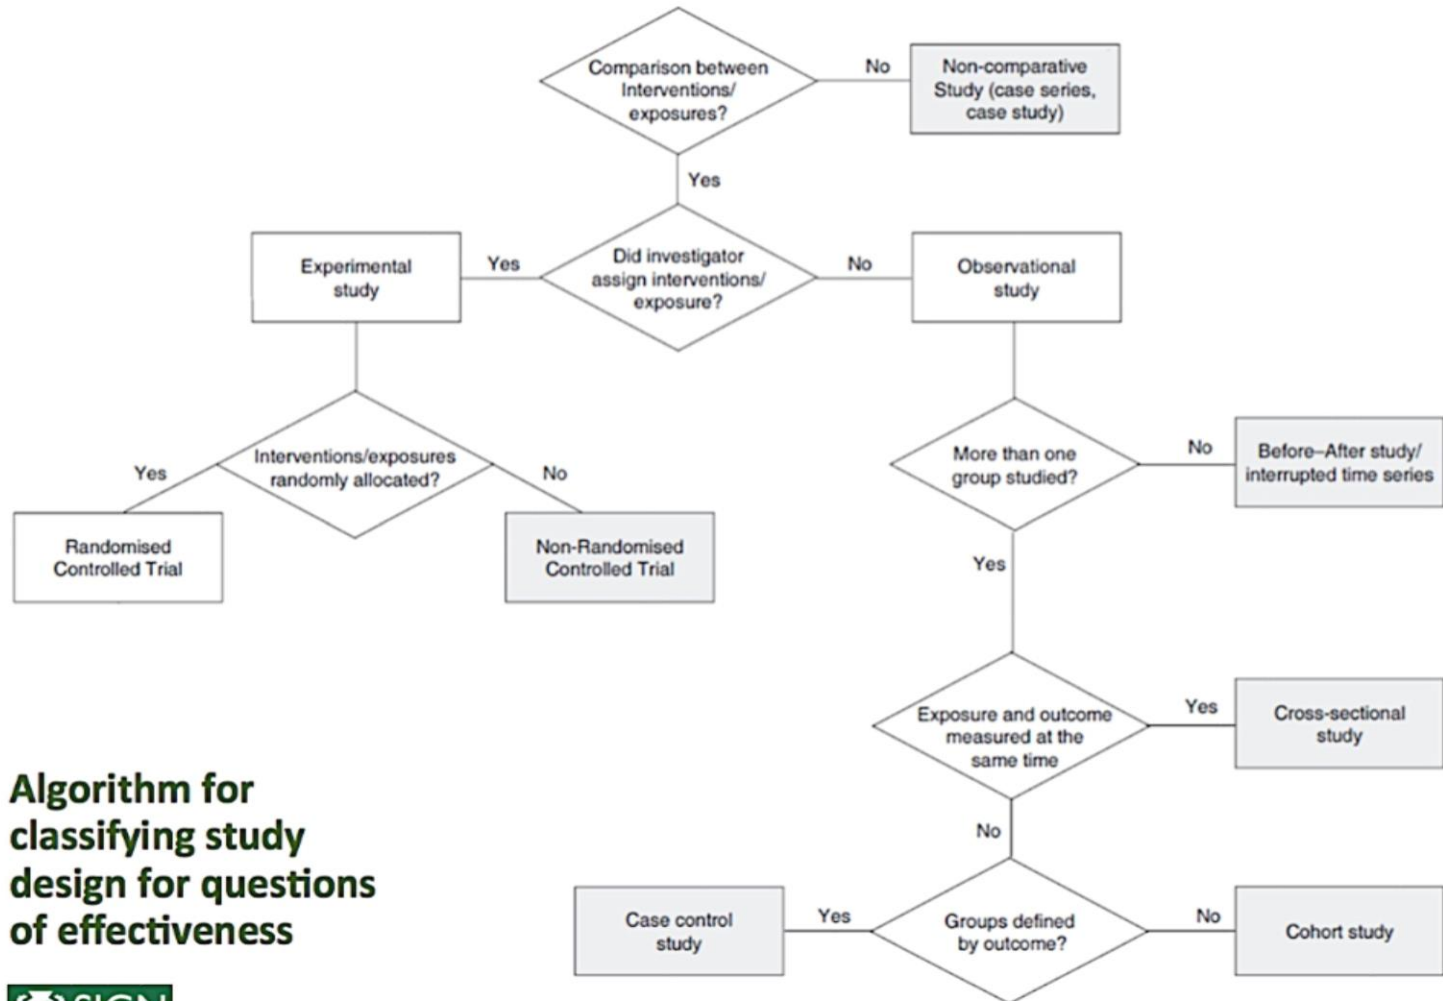 Comparison between
Interventions/
exposures?
No
Non-comparative
Study (case series,
case study)
Yes
Experimental
study
Yes
Did investigator
assign interventions/
exposure?
No
Observational
study
Interventions/exposures
randomly allocated?
Yes
No
Randomised
Controlled Trial
Non-Randomised
Controlled Trial
More than one
group studied?
No
Before–After study/
interrupted time series
Yes
Exposure and outcome
measured at the
same time
Yes
Cross-sectional
study
No
Case control
study
Yes
Groups defined
by outcome?
No
Cohort study
Algorithm for
classifying study
design for questions
of effectiveness
SIGN